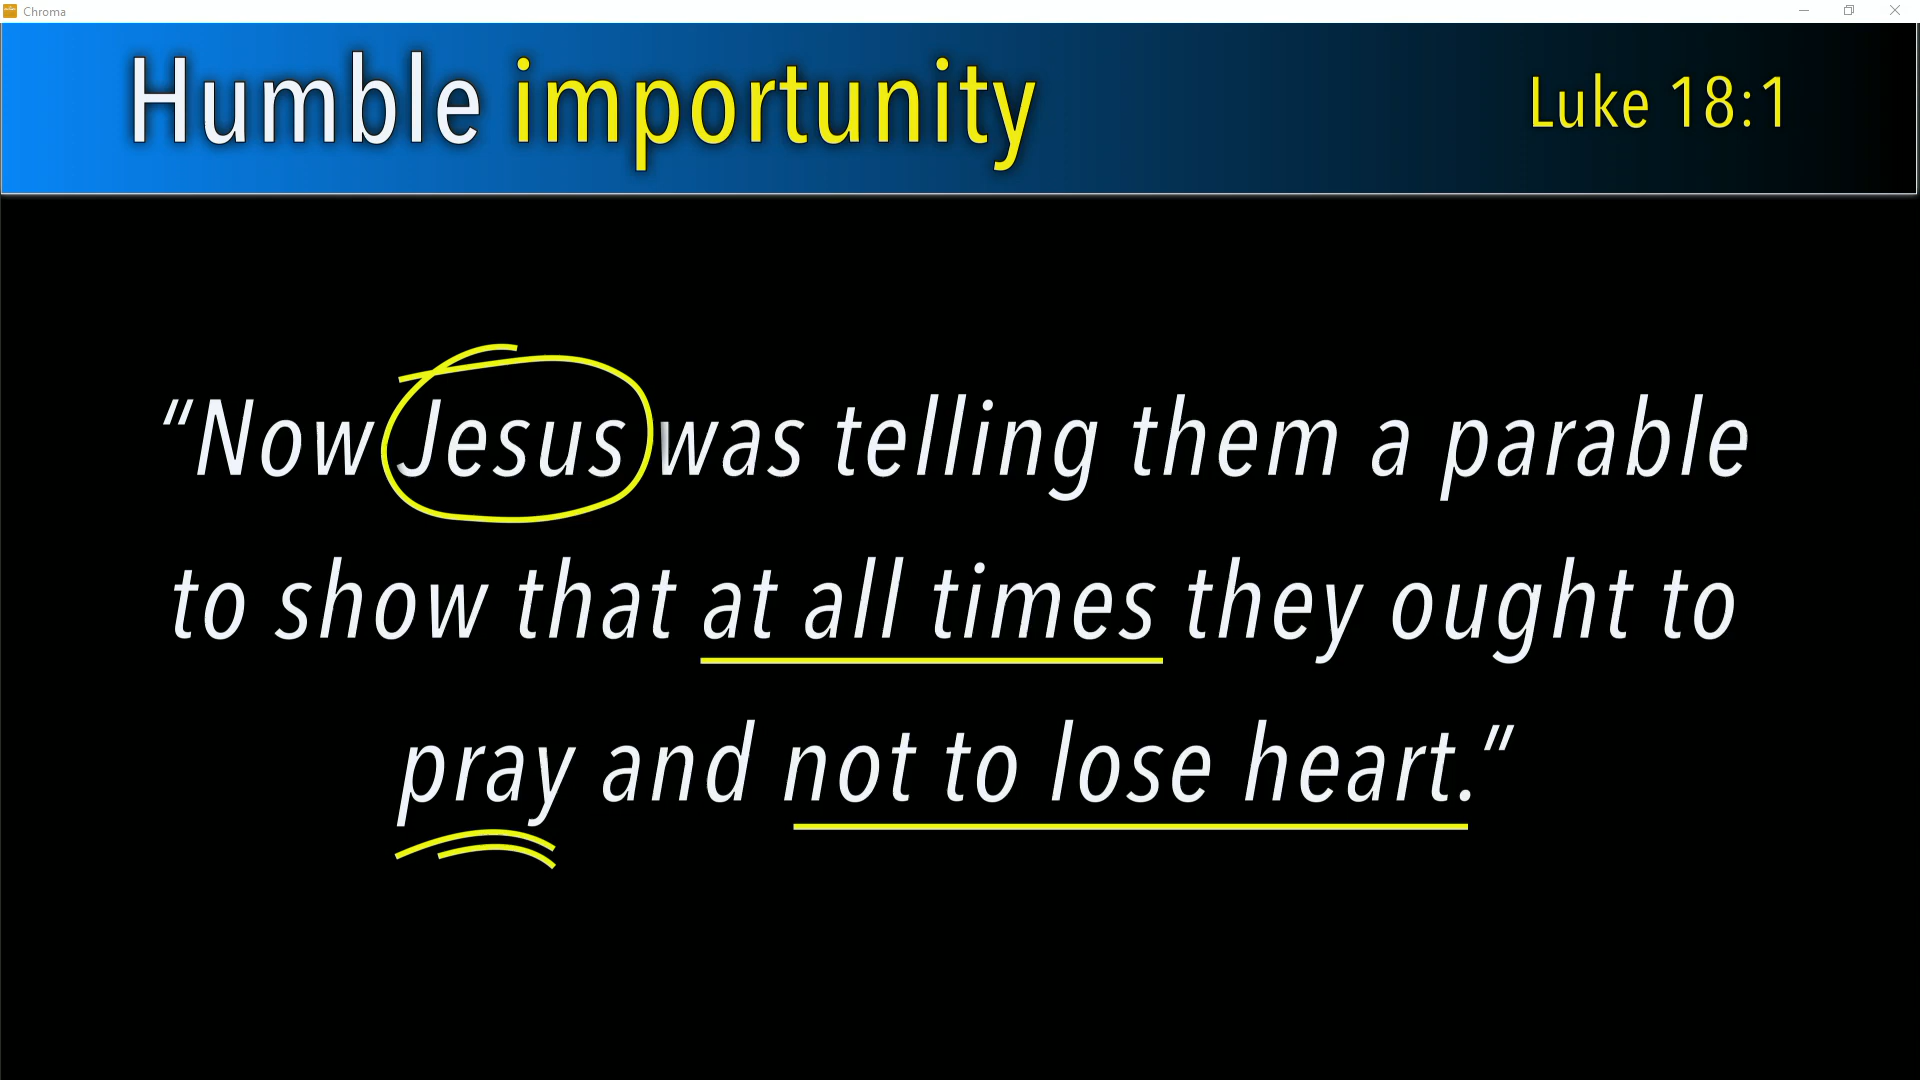 Chroma
Humble importunity
Luke 18:1
“Now Jesus was telling them a parable
to show that at all times they ought to
pray and not to lose heart.”